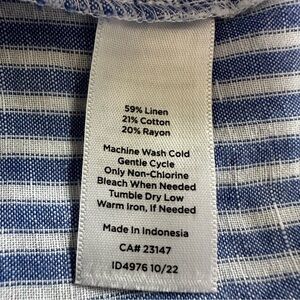 59% Linen
21% Cotton
20% Rayon
Machine Wash Cold
Gentle Cycle
Only Non-Chlorine
Bleach When Needed
Tumble Dry Low
Warm Iron, If Needed
Made In Indonesia
CA# 23147
ID4976 10/22